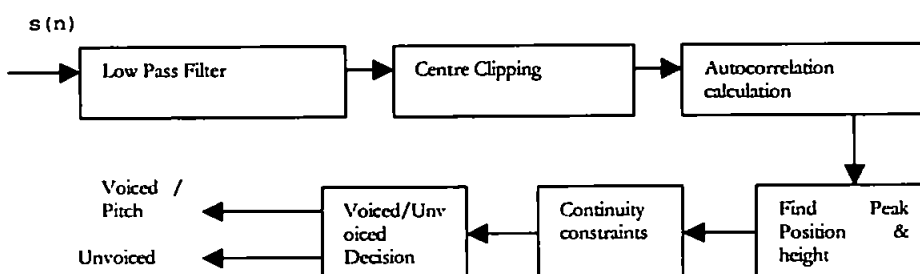 s(n)
Low Pass Filter
Centre Clipping
Autocorrelation
calculation
Voiced /
Pitch
Unvoiced
Voiced/Unv
oiced
Decision
Continuity
constraints
Find Peak
Position &
height